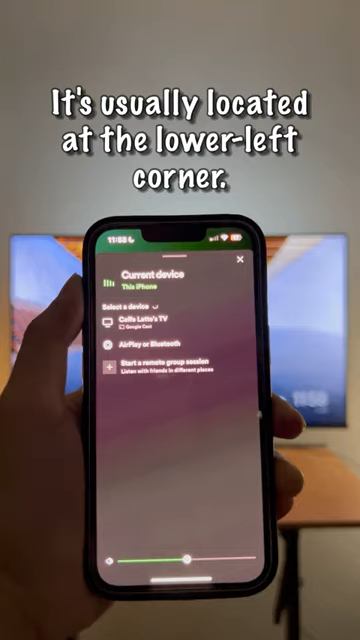 It's usually located
at the lower-left
corner.
11:53
Current device
This iPhone
Select a device
Caffe Latte's TV
Google Cast
AirPlay or Bluetooth
Start a remote group session
Listen with friends in different places